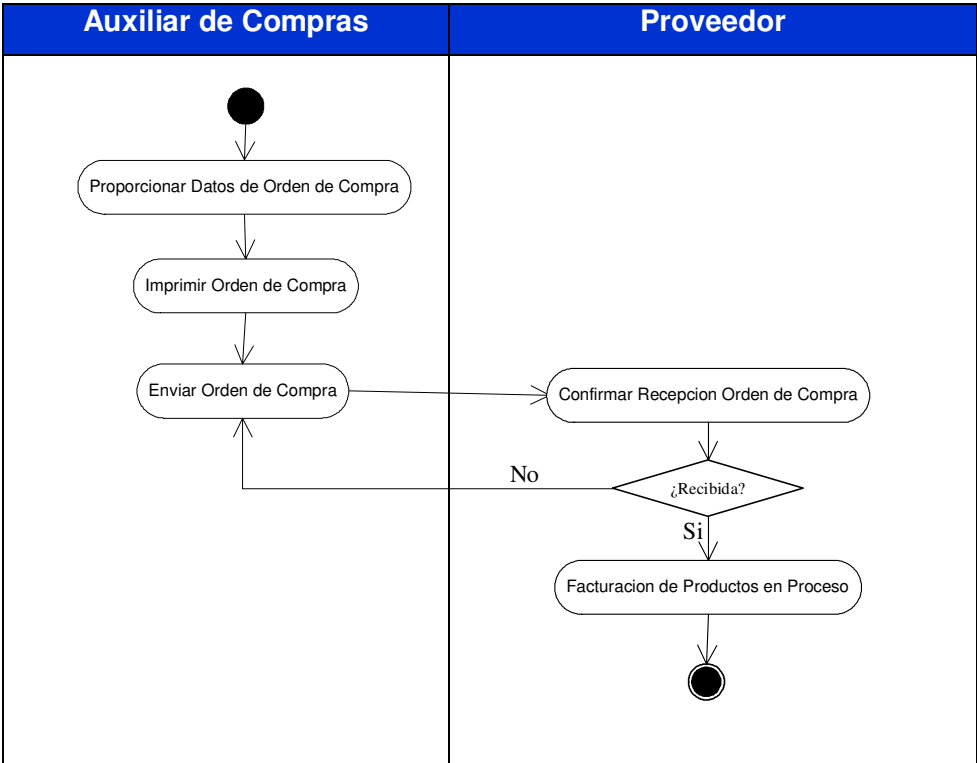 Auxiliar de Compras
Proveedor
Proporcionar Datos de Orden de Compra
Imprimir Orden de Compra
Enviar Orden de Compra
Confirmar Recepcion Orden de Compra
No
¿Recibida?
Si
Facturacion de Productos en Proceso